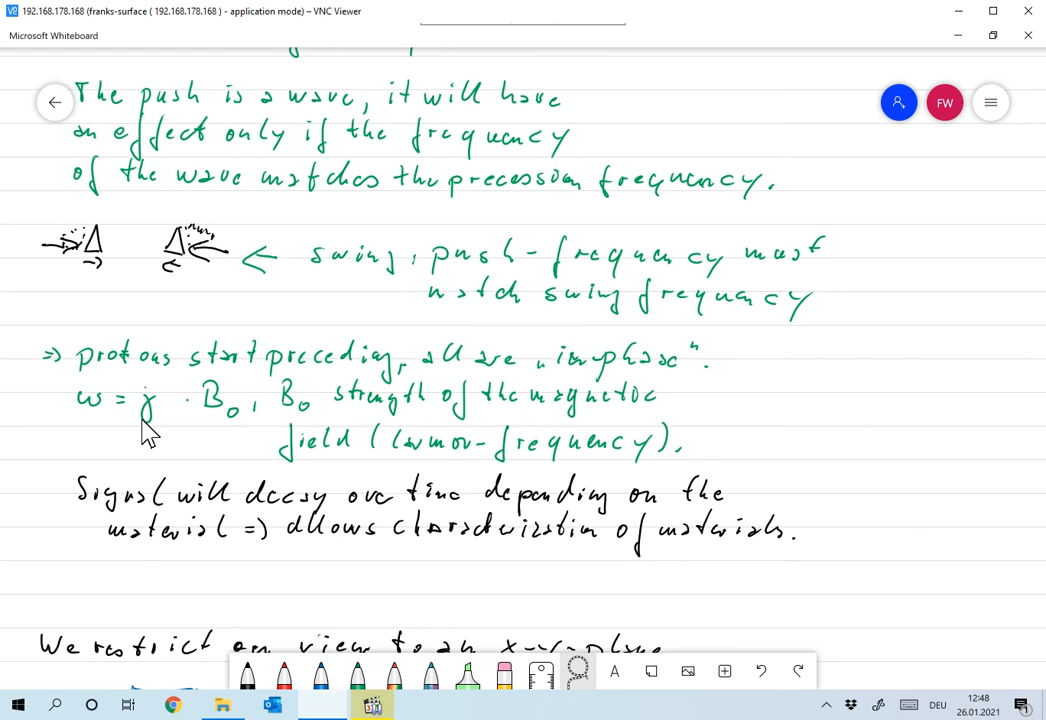 192.168.178.168 (franks-surface ( 192.168.178.168 ) - application mode) – VNC Viewer
Microsoft Whiteboard
The push is a wave, it will have
an effect only if the frequency
of the wave matches the precession frequency.
FW
← swing, push-frequency must
match swing frequency
⇒ protons start preceding, all are "in phase".
ω = γ · B₀, B₀ strength of the magnetic
field (Larmor-frequency).
Signal will decay over time depending on the
material ⇒ allows characterization of materials.
We restrict our view to an x-y-plane
A
DEU
12:48
26.01.2021